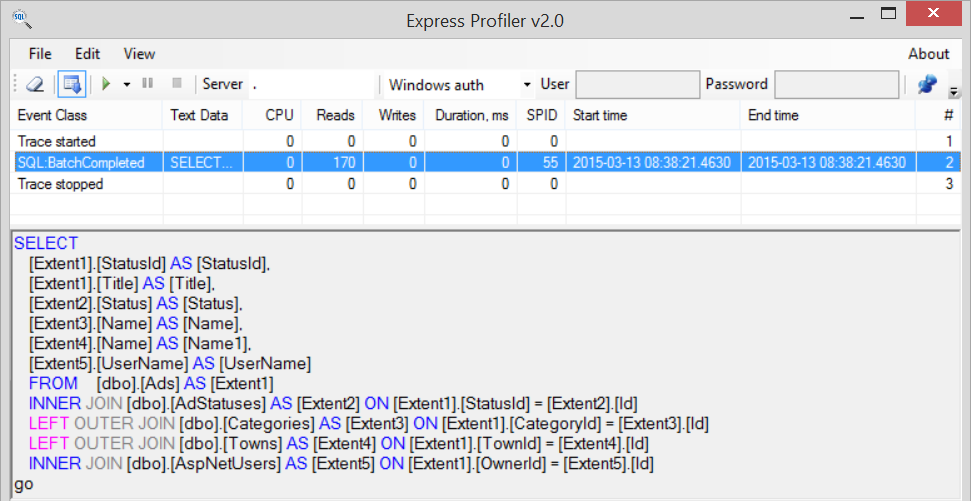 SQL
Express Profiler v2.0
File Edit View About
Server . Windows auth User Password
Event Class Text Data CPU Reads Writes Duration, ms SPID Start time End time #
Trace started 0 0 0 0 0 1
SQL:BatchCompleted SELECT... 0 170 0 0 55 2015-03-13 08:38:21.4630 2015-03-13 08:38:21.4630 2
Trace stopped 0 0 0 0 0 3
SELECT
[Extent1].[StatusId] AS [StatusId],
[Extent1].[Title] AS [Title],
[Extent2].[Status] AS [Status],
[Extent3].[Name] AS [Name],
[Extent4].[Name] AS [Name1],
[Extent5].[UserName] AS [UserName]
FROM [dbo].[Ads] AS [Extent1]
INNER JOIN [dbo].[AdStatuses] AS [Extent2] ON [Extent1].[StatusId] = [Extent2].[Id]
LEFT OUTER JOIN [dbo].[Categories] AS [Extent3] ON [Extent1].[CategoryId] = [Extent3].[Id]
LEFT OUTER JOIN [dbo].[Towns] AS [Extent4] ON [Extent1].[TownId] = [Extent4].[Id]
INNER JOIN [dbo].[AspNetUsers] AS [Extent5] ON [Extent1].[OwnerId] = [Extent5].[Id]
go